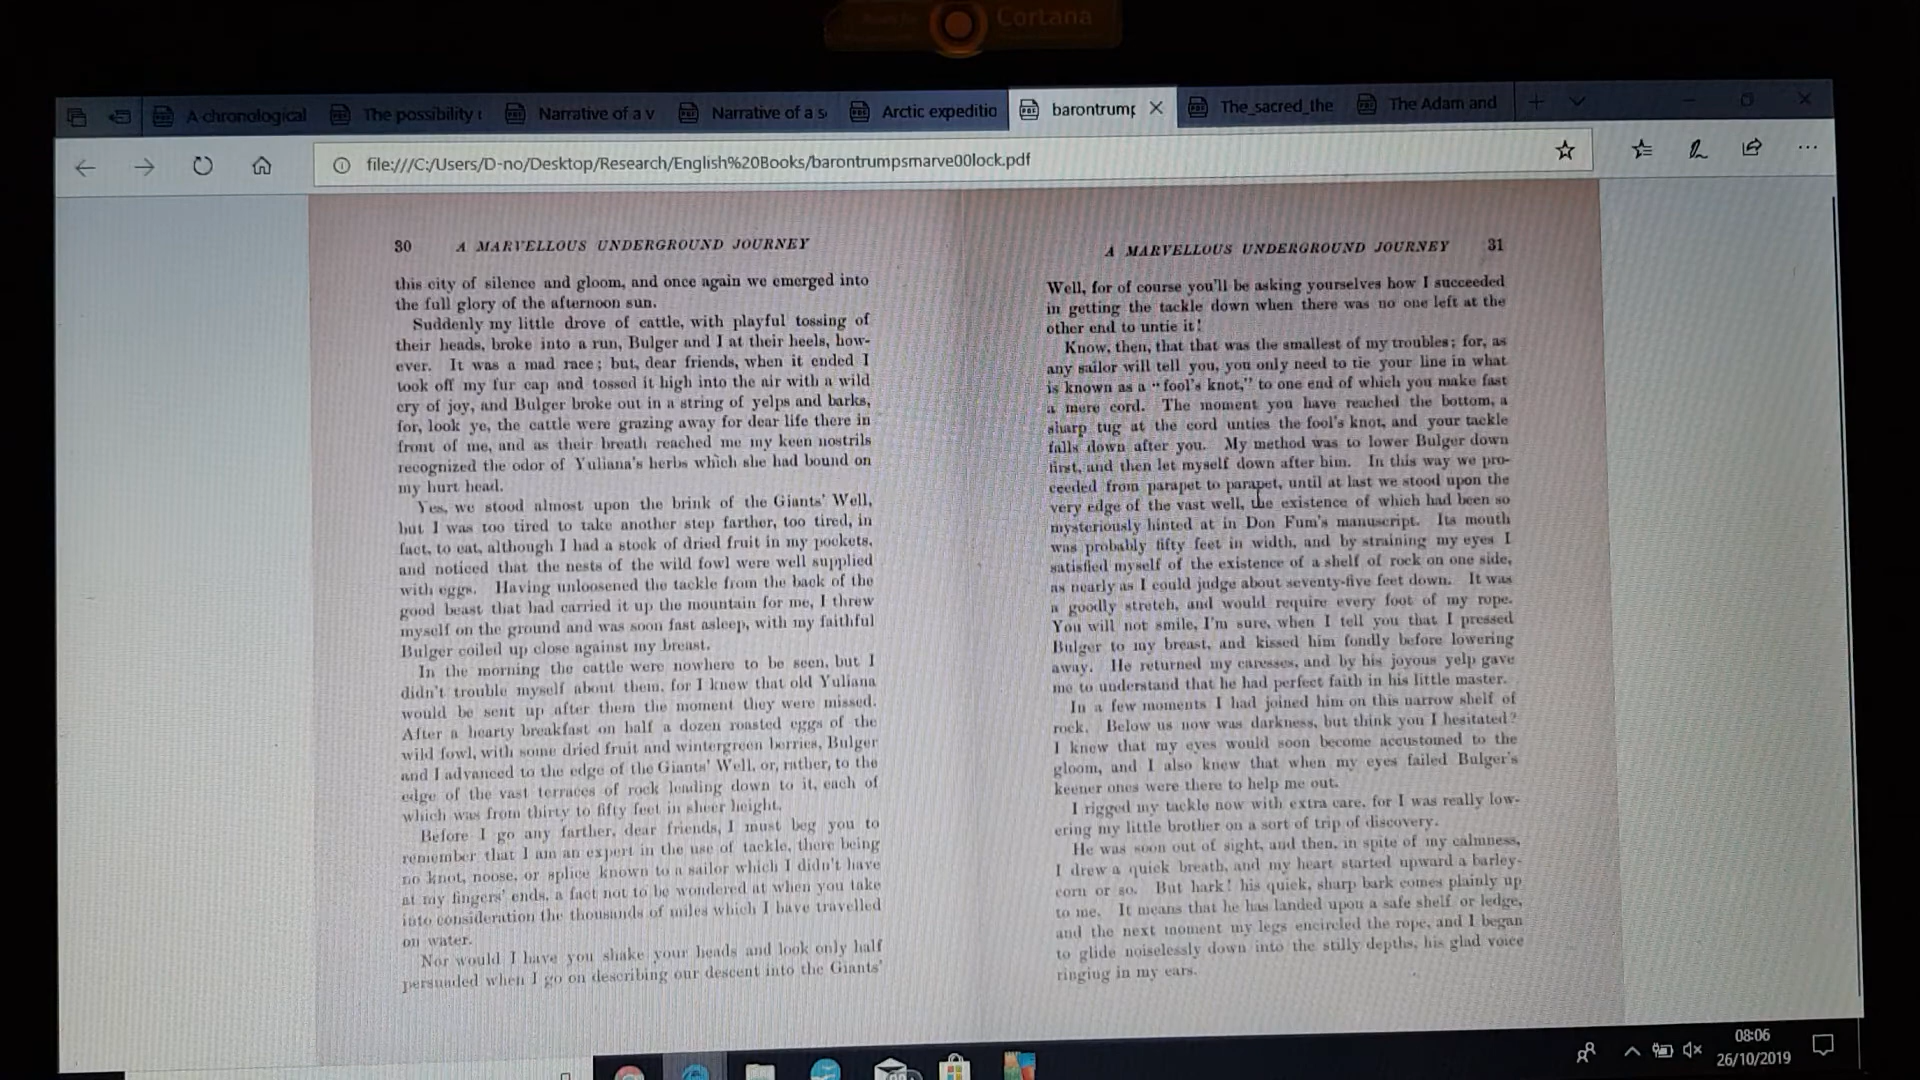 Cortana
A chronological
The possibility
Narrative of a v
Narrative of a s
Arctic expeditio
barontrump
The_sacred_the
The Adam and
file:///C:/Users/D-no/Desktop/Research/English%20Books/barontrumpsmarve00lock.pdf
30 A MARVELLOUS UNDERGROUND JOURNEY
this city of silence and gloom, and once again we emerged into
the full glory of the afternoon sun.
Suddenly my little drove of cattle, with playful tossing of
their heads, broke into a run, Bulger and I at their heels, how-
ever. It was a mad race; but, dear friends, when it ended I
took off my fur cap and tossed it high into the air with a wild
cry of joy, and Bulger broke out in a string of yelps and barks,
for, look ye, the cattle were grazing away for dear life there in
front of me, and as their breath reached me my keen nostrils
recognized the odor of Yuliana's herbs which she had bound on
my hurt head.
Yes, we stood almost upon the brink of the Giants' Well,
but I was too tired to take another step farther, too tired, in
fact, to eat, although I had a stock of dried fruit in my pockets,
and noticed that the nests of the wild fowl were well supplied
with eggs. Having unloosened the tackle from the back of the
good beast that had carried it up the mountain for me, I threw
myself on the ground and was soon fast asleep, with my faithful
Bulger coiled up close against my breast.
In the morning the cattle were nowhere to be seen, but I
didn't trouble myself about them, for I knew that old Yuliana
would be sent up after them the moment they were missed.
After a hearty breakfast on half a dozen roasted eggs of the
wild fowl, with some dried fruit and wintergreen berries, Bulger
and I advanced to the edge of the Giants' Well, or, rather, to the
edge of the vast terraces of rock leading down to it, each of
which was from thirty to fifty feet in sheer height.
Before I go any farther, dear friends, I must beg you to
remember that I am an expert in the use of tackle, there being
no knot, noose, or splice known to a sailor which I didn't have
at my fingers' ends, a fact not to be wondered at when you take
into consideration the thousands of miles which I have travelled
on water.
Nor would I have you shake your heads and look only half
persuaded when I go on describing our descent into the Giants'
A MARVELLOUS UNDERGROUND JOURNEY 31
Well, for of course you'll be asking yourselves how I succeeded
in getting the tackle down when there was no one left at the
other end to untie it!
Know, then, that that was the smallest of my troubles; for, as
any sailor will tell you, you only need to tie your line in what
is known as a "fool's knot," to one end of which you make fast
a mere cord. The moment you have reached the bottom, a
sharp tug at the cord unties the fool's knot, and your tackle
falls down after you. My method was to lower Bulger down
first, and then let myself down after him. In this way we pro-
ceeded from parapet to parapet, until at last we stood upon the
very edge of the vast well, the existence of which had been so
mysteriously hinted at in Don Fum's manuscript. Its mouth
was probably fifty feet in width, and by straining my eyes I
satisfied myself of the existence of a shelf of rock on one side,
as nearly as I could judge about seventy-five feet down. It was
a goodly stretch, and would require every foot of my rope.
You will not smile, I'm sure, when I tell you that I pressed
Bulger to my breast, and kissed him fondly before lowering
away. He returned my caresses, and by his joyous yelp gave
me to understand that he had perfect faith in his little master.
In a few moments I had joined him on this narrow shelf of
rock. Below us now was darkness, but think you I hesitated?
I knew that my eyes would soon become accustomed to the
gloom, and I also knew that when my eyes failed Bulger's
keener ones were there to help me out.
I rigged my tackle now with extra care, for I was really low-
ering my little brother on a sort of trip of discovery.
He was soon out of sight, and then, in spite of my calmness,
I drew a quick breath, and my heart started upward a barley-
corn or so. But hark! his quick, sharp bark comes plainly up
to me. It means that he has landed upon a safe shelf or ledge,
and the next moment my legs encircled the rope, and I began
to glide noiselessly down into the stilly depths, his glad voice
ringing in my ears.
08:06
26/10/2019